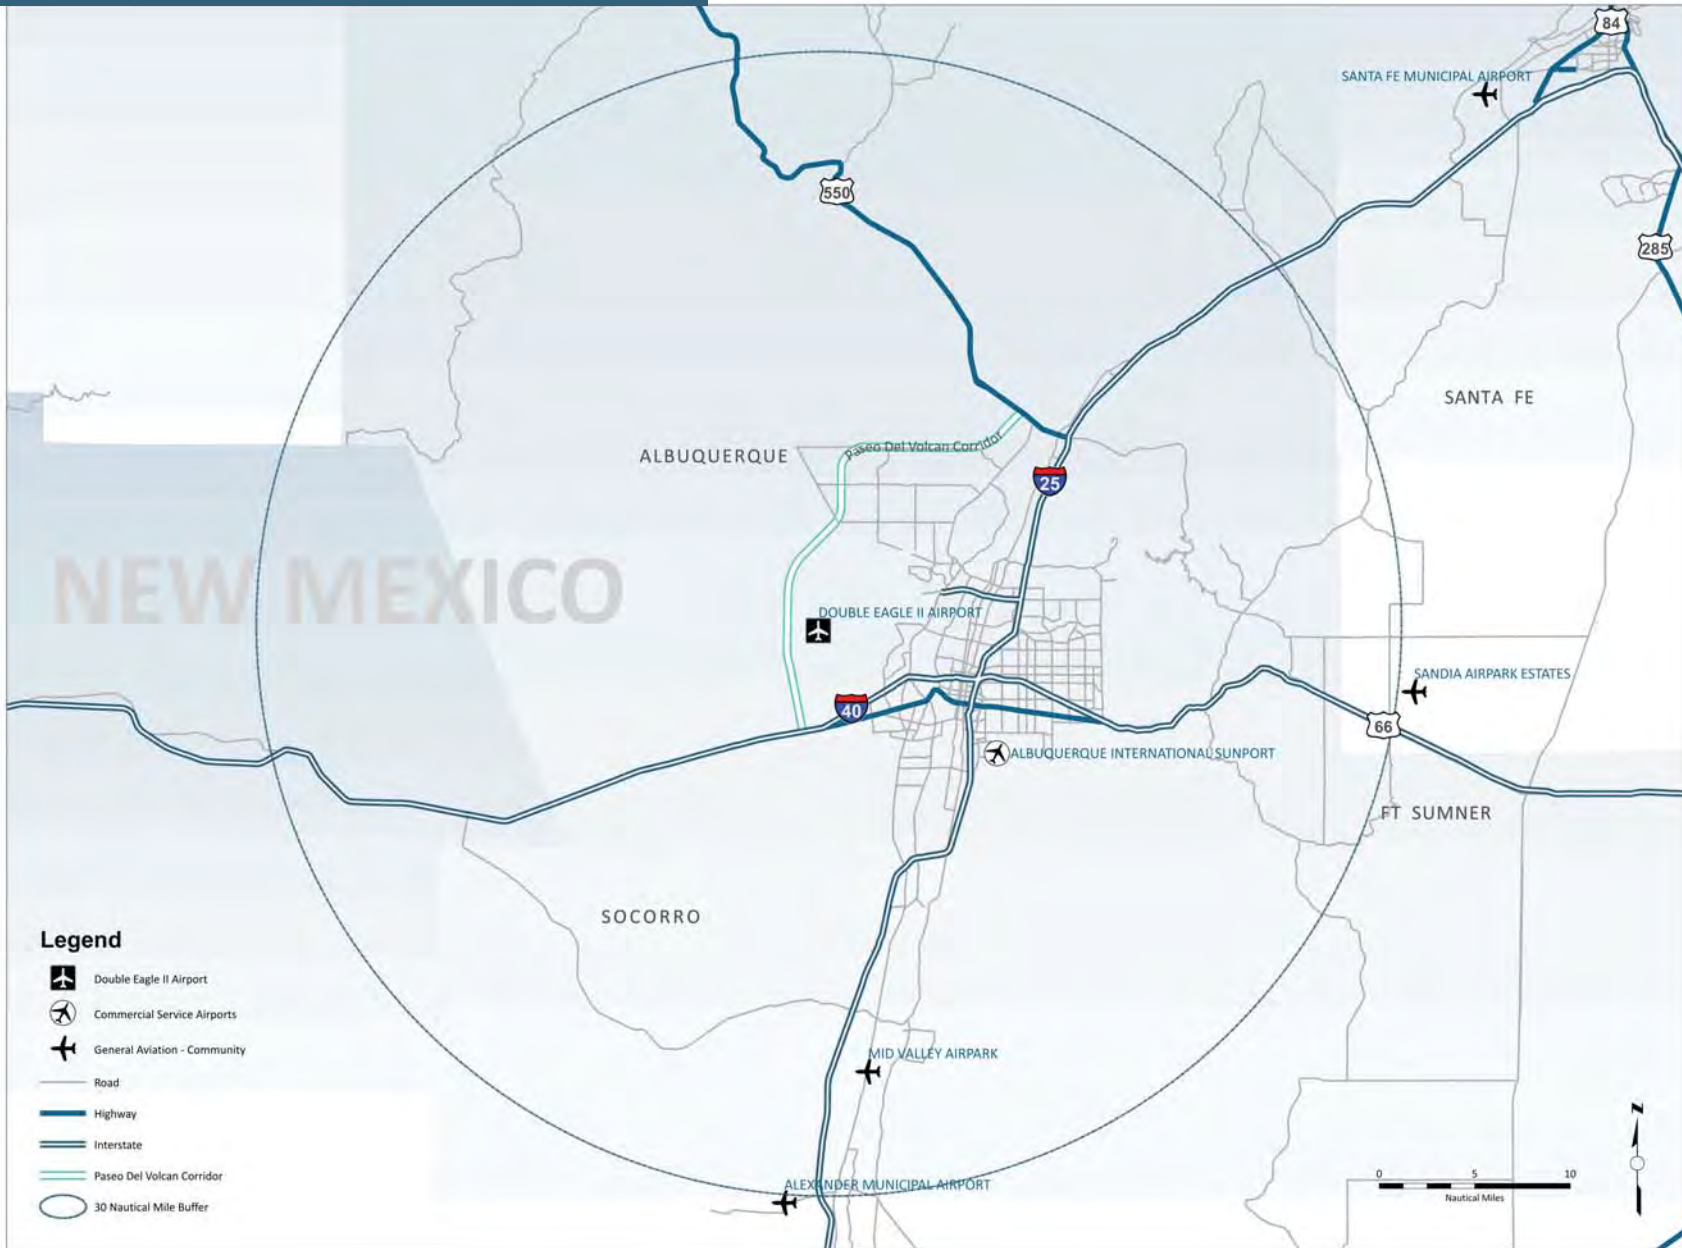 84
SANTA FE MUNICIPAL AIRPORT
550
285
SANTA FE
ALBUQUERQUE
Paseo Del Volcan Corridor
25
NEW MEXICO
DOUBLE EAGLE II AIRPORT
SANDIA AIRPARK ESTATES
40
66
ALBUQUERQUE INTERNATIONAL SUNPORT
FT SUMNER
SOCORRO
MID VALLEY AIRPARK
ALEXANDER MUNICIPAL AIRPORT
Legend
Double Eagle II Airport
Commercial Service Airports
General Aviation - Community
Road
Highway
Interstate
Paseo Del Volcan Corridor
30 Nautical Mile Buffer
N
0 5 10
Nautical Miles